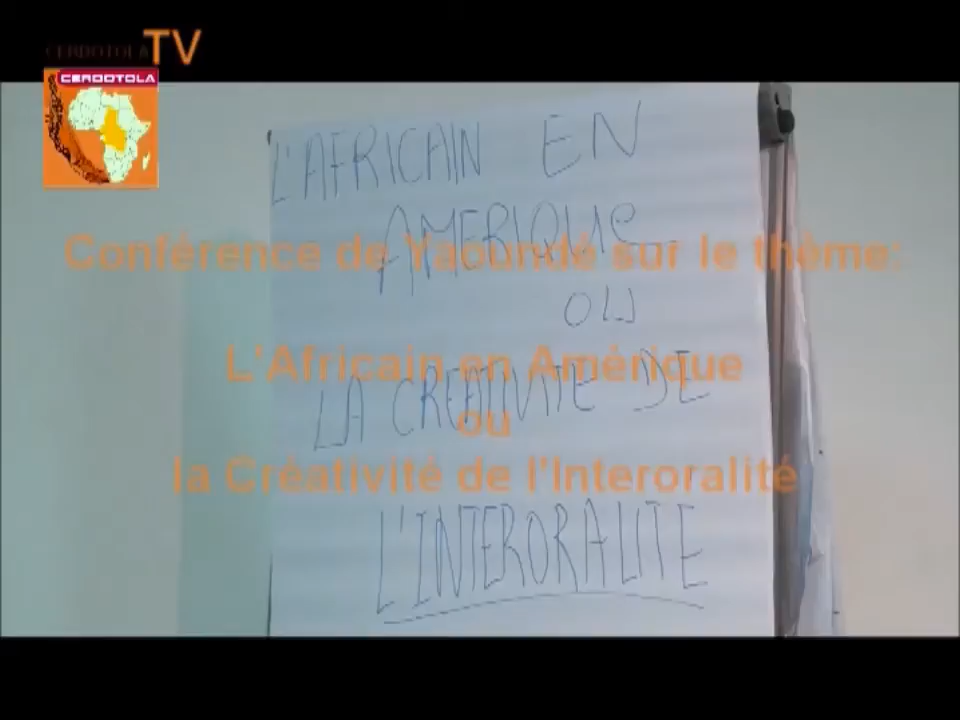 CERDOTOLA TV
CERDOTOLA
L'AFRICAIN EN
AMERIQUE
OU
LA CREATIVITE DE
L'INTERORALITE
Conférence de Yaoundé sur le thème:
L'Africain en Amérique
ou
la Créativité de l'Interoralité